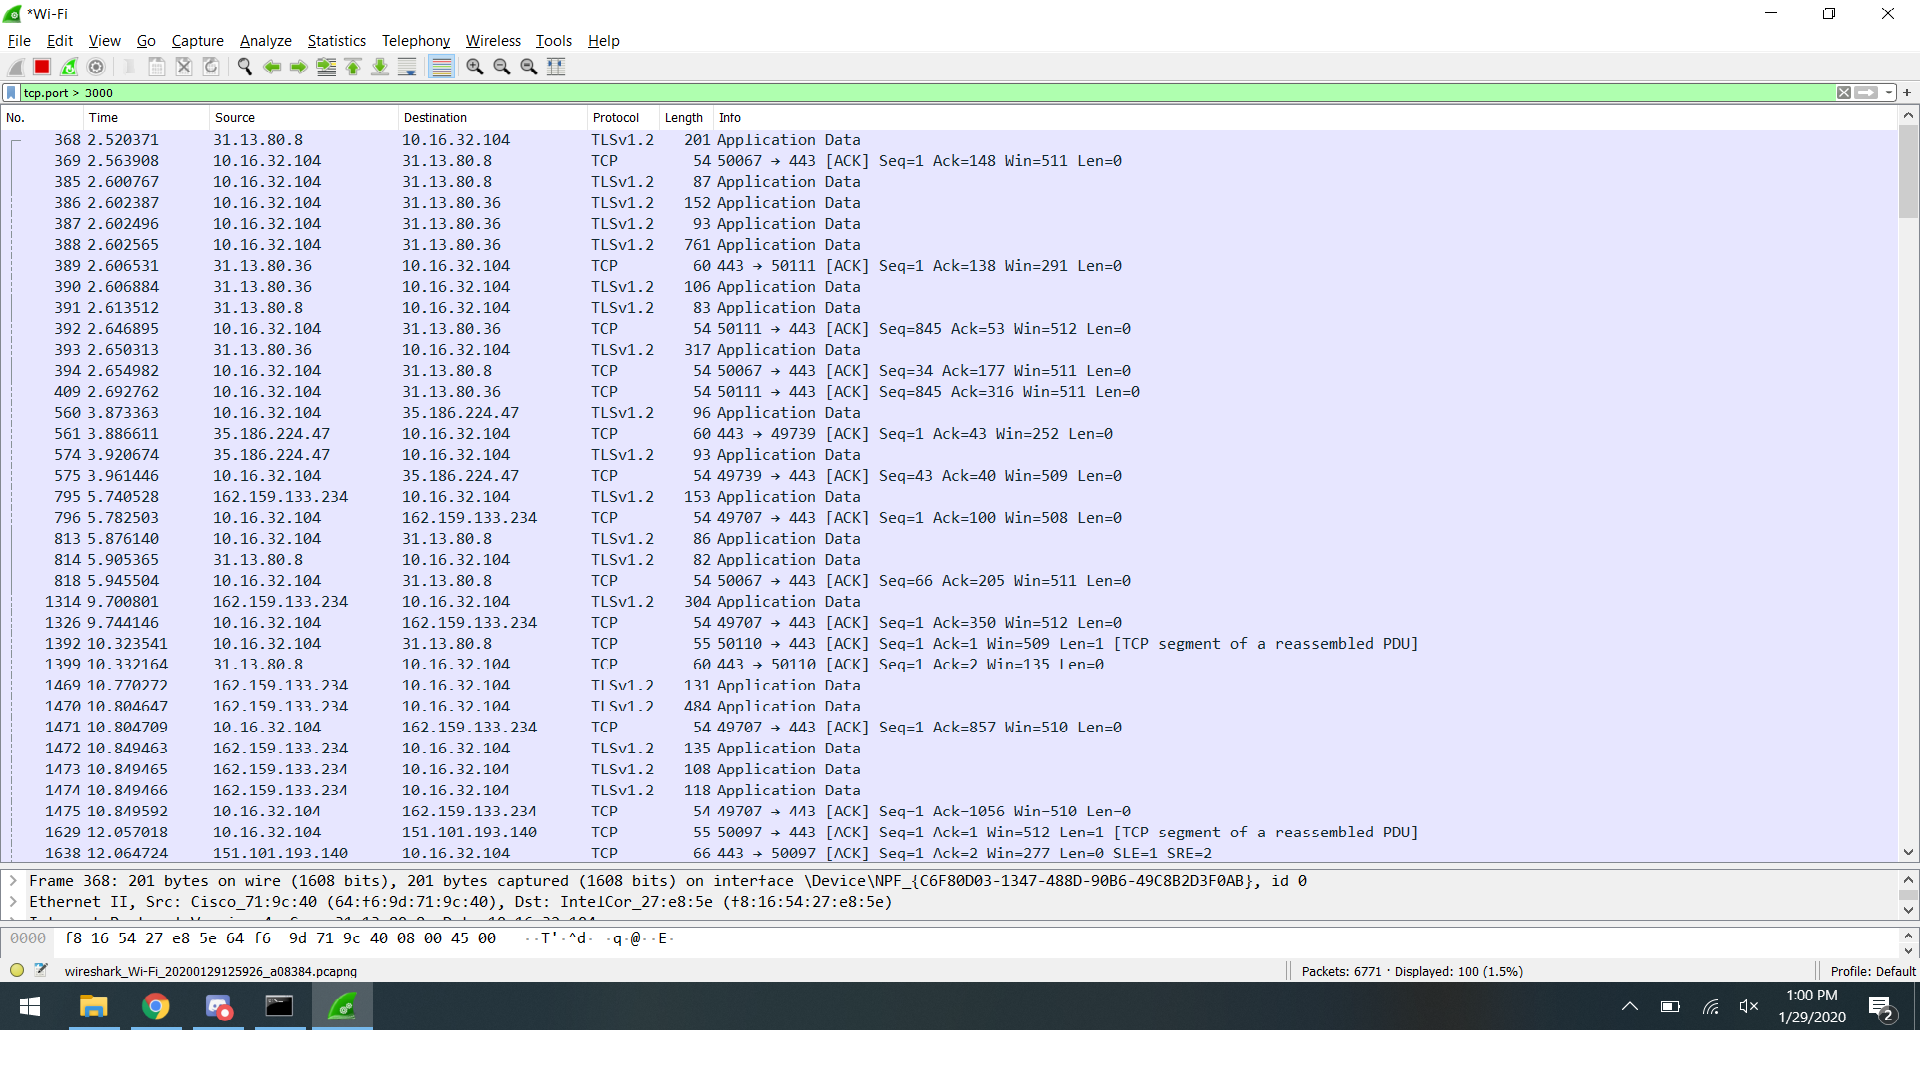 *Wi-Fi
File Edit View Go Capture Analyze Statistics Telephony Wireless Tools Help
tcp.port > 3000
No. Time Source Destination Protocol Length Info
368 2.520371 31.13.80.8 10.16.32.104 TLSv1.2 201 Application Data
369 2.563908 10.16.32.104 31.13.80.8 TCP 54 50067 → 443 [ACK] Seq=1 Ack=148 Win=511 Len=0
385 2.600767 10.16.32.104 31.13.80.8 TLSv1.2 87 Application Data
386 2.602387 10.16.32.104 31.13.80.36 TLSv1.2 152 Application Data
387 2.602496 10.16.32.104 31.13.80.36 TLSv1.2 93 Application Data
388 2.602565 10.16.32.104 31.13.80.36 TLSv1.2 761 Application Data
389 2.606531 31.13.80.36 10.16.32.104 TCP 60 443 → 50111 [ACK] Seq=1 Ack=138 Win=291 Len=0
390 2.606884 31.13.80.36 10.16.32.104 TLSv1.2 106 Application Data
391 2.613512 31.13.80.8 10.16.32.104 TLSv1.2 83 Application Data
392 2.646895 10.16.32.104 31.13.80.36 TCP 54 50111 → 443 [ACK] Seq=845 Ack=53 Win=512 Len=0
393 2.650313 31.13.80.36 10.16.32.104 TLSv1.2 317 Application Data
394 2.654982 10.16.32.104 31.13.80.8 TCP 54 50067 → 443 [ACK] Seq=34 Ack=177 Win=511 Len=0
409 2.692762 10.16.32.104 31.13.80.36 TCP 54 50111 → 443 [ACK] Seq=845 Ack=316 Win=511 Len=0
560 3.873363 10.16.32.104 35.186.224.47 TLSv1.2 96 Application Data
561 3.886611 35.186.224.47 10.16.32.104 TCP 60 443 → 49739 [ACK] Seq=1 Ack=43 Win=252 Len=0
574 3.920674 35.186.224.47 10.16.32.104 TLSv1.2 93 Application Data
575 3.961446 10.16.32.104 35.186.224.47 TCP 54 49739 → 443 [ACK] Seq=43 Ack=40 Win=509 Len=0
795 5.740528 162.159.133.234 10.16.32.104 TLSv1.2 153 Application Data
796 5.782503 10.16.32.104 162.159.133.234 TCP 54 49707 → 443 [ACK] Seq=1 Ack=100 Win=508 Len=0
813 5.876140 10.16.32.104 31.13.80.8 TLSv1.2 86 Application Data
814 5.905365 31.13.80.8 10.16.32.104 TLSv1.2 82 Application Data
818 5.945504 10.16.32.104 31.13.80.8 TCP 54 50067 → 443 [ACK] Seq=66 Ack=205 Win=511 Len=0
1314 9.700801 162.159.133.234 10.16.32.104 TLSv1.2 304 Application Data
1326 9.744146 10.16.32.104 162.159.133.234 TCP 54 49707 → 443 [ACK] Seq=1 Ack=350 Win=512 Len=0
1392 10.323541 10.16.32.104 31.13.80.8 TCP 55 50110 → 443 [ACK] Seq=1 Ack=1 Win=509 Len=1 [TCP segment of a reassembled PDU]
1399 10.332164 31.13.80.8 10.16.32.104 TCP 60 443 → 50110 [ACK] Seq=1 Ack=2 Win=135 Len=0
1469 10.770272 162.159.133.234 10.16.32.104 TLSv1.2 131 Application Data
1470 10.804647 162.159.133.234 10.16.32.104 TLSv1.2 484 Application Data
1471 10.804709 10.16.32.104 162.159.133.234 TCP 54 49707 → 443 [ACK] Seq=1 Ack=857 Win=510 Len=0
1472 10.849463 162.159.133.234 10.16.32.104 TLSv1.2 135 Application Data
1473 10.849465 162.159.133.234 10.16.32.104 TLSv1.2 108 Application Data
1474 10.849466 162.159.133.234 10.16.32.104 TLSv1.2 118 Application Data
1475 10.849592 10.16.32.104 162.159.133.234 TCP 54 49707 → 443 [ACK] Seq=1 Ack=1056 Win=510 Len=0
1629 12.057018 10.16.32.104 151.101.193.140 TCP 55 50097 → 443 [ACK] Seq=1 Ack=1 Win=512 Len=1 [TCP segment of a reassembled PDU]
1638 12.064724 151.101.193.140 10.16.32.104 TCP 66 443 → 50097 [ACK] Seq=1 Ack=2 Win=277 Len=0 SLE=1 SRE=2
Frame 368: 201 bytes on wire (1608 bits), 201 bytes captured (1608 bits) on interface \Device\NPF_{C6F80D03-1347-488D-90B6-49C8B2D3F0AB}, id 0
Ethernet II, Src: Cisco_71:9c:40 (64:f6:9d:71:9c:40), Dst: IntelCor_27:e8:5e (f8:16:54:27:e8:5e)
0000 f8 16 54 27 e8 5e 64 f6 9d 71 9c 40 08 00 45 00 ··T'·^d· ·q·@··E·
wireshark_Wi-Fi_20200129125926_a08384.pcapng
Packets: 6771 · Displayed: 100 (1.5%)
Profile: Default
1:00 PM
1/29/2020
2